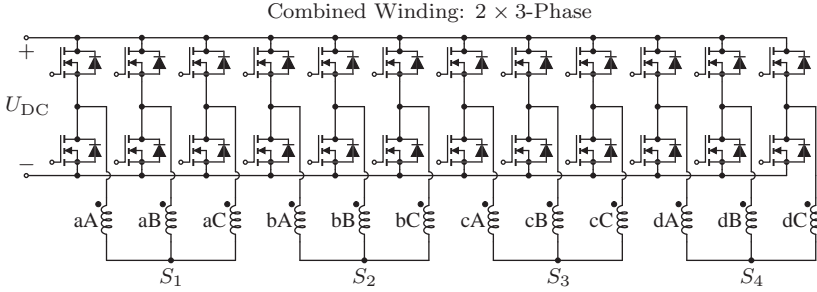 Combined Winding: 2 × 3-Phase
+
U_DC
−
aA aB aC bA bB bC cA cB cC dA dB dC
S_1 S_2 S_3 S_4